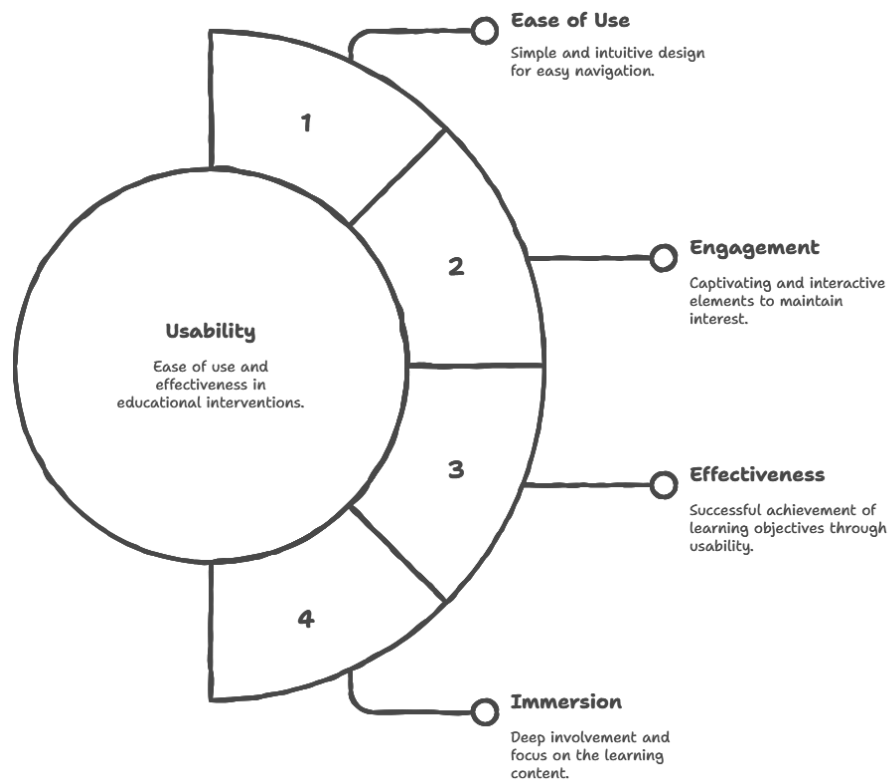 Usability
Ease of use and
effectiveness in
educational interventions.
1
Ease of Use
Simple and intuitive design
for easy navigation.
2
Engagement
Captivating and interactive
elements to maintain
interest.
3
Effectiveness
Successful achievement of
learning objectives through
usability.
4
Immersion
Deep involvement and
focus on the learning
content.